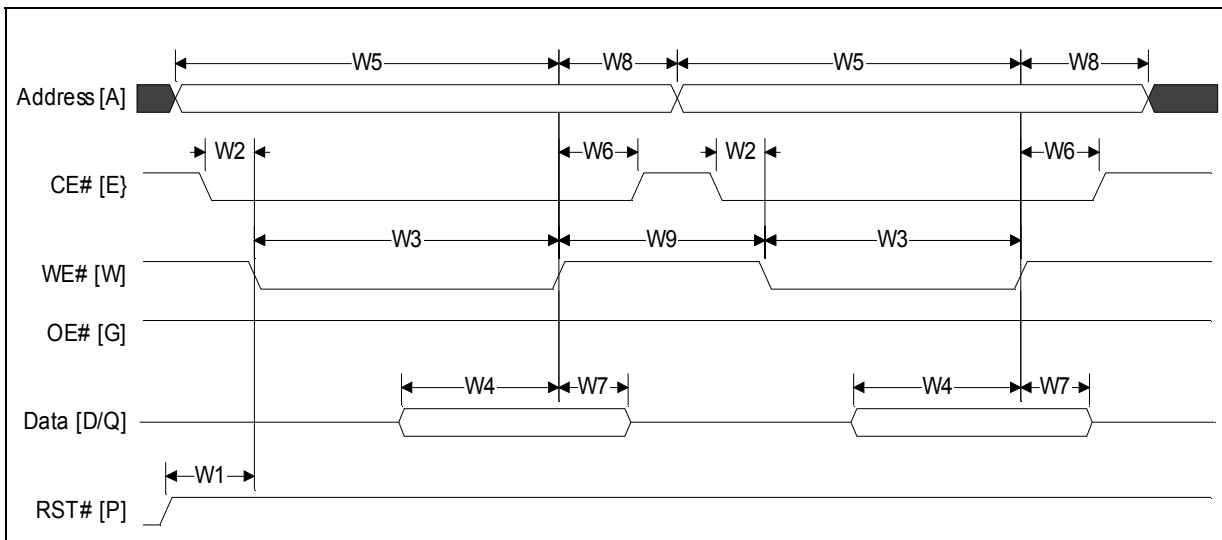 W5 W8 W5 W8
Address [A]
W2 W6 W2 W6
CE# [E}
W3 W9 W3
WE# [W]
OE# [G]
W4 W7 W4 W7
Data [D/Q]
W1
RST# [P]